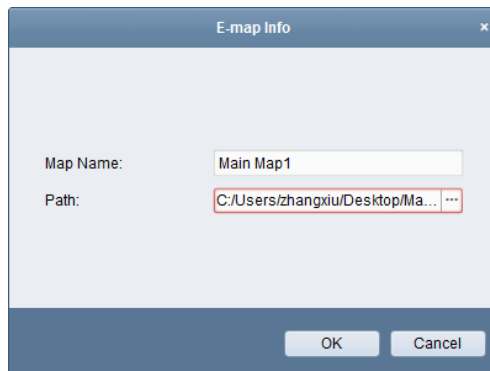 E-map Info
×
Map Name: Main Map1
Path: C:/Users/zhangxiu/Desktop/Ma... ...
OK Cancel